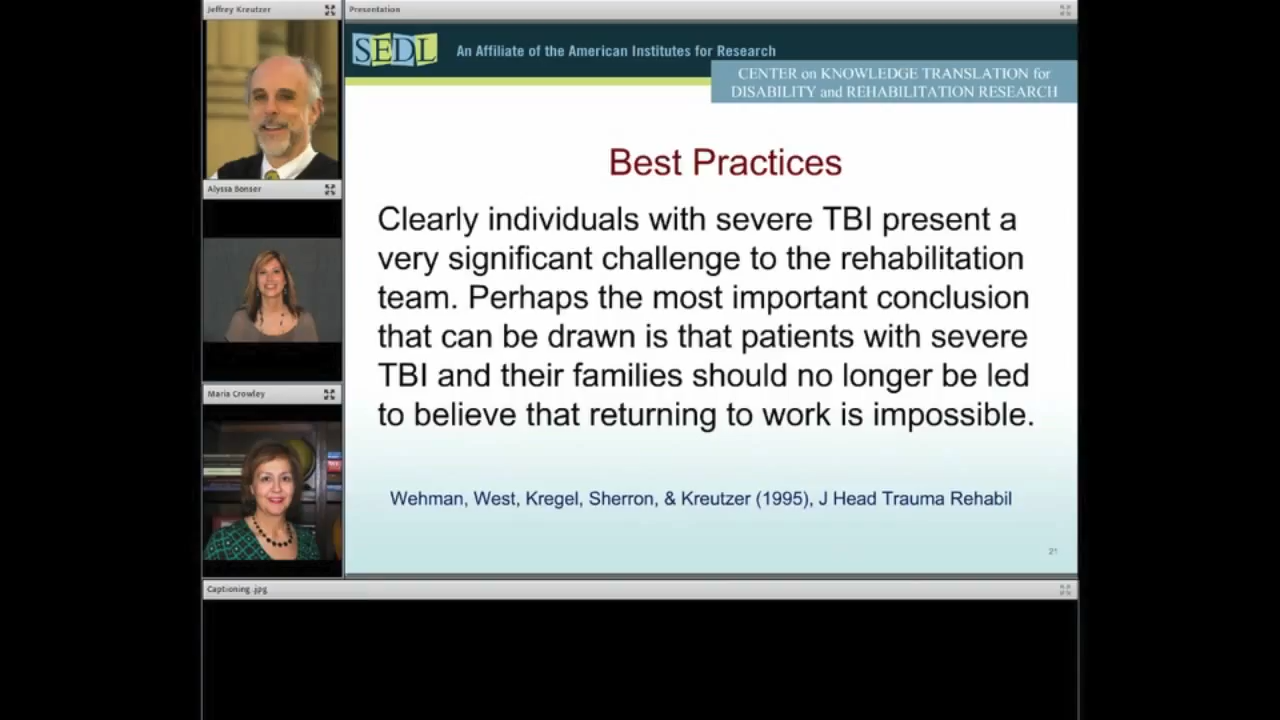 Jeffrey Kreutzer
Alyssa Bonser
Maria Crowley
Presentation
SEDL An Affiliate of the American Institutes for Research
CENTER on KNOWLEDGE TRANSLATION for
DISABILITY and REHABILITATION RESEARCH
Best Practices
Clearly individuals with severe TBI present a
very significant challenge to the rehabilitation
team. Perhaps the most important conclusion
that can be drawn is that patients with severe
TBI and their families should no longer be led
to believe that returning to work is impossible.
Wehman, West, Kregel, Sherron, & Kreutzer (1995), J Head Trauma Rehabil
21
Captioning .jpg